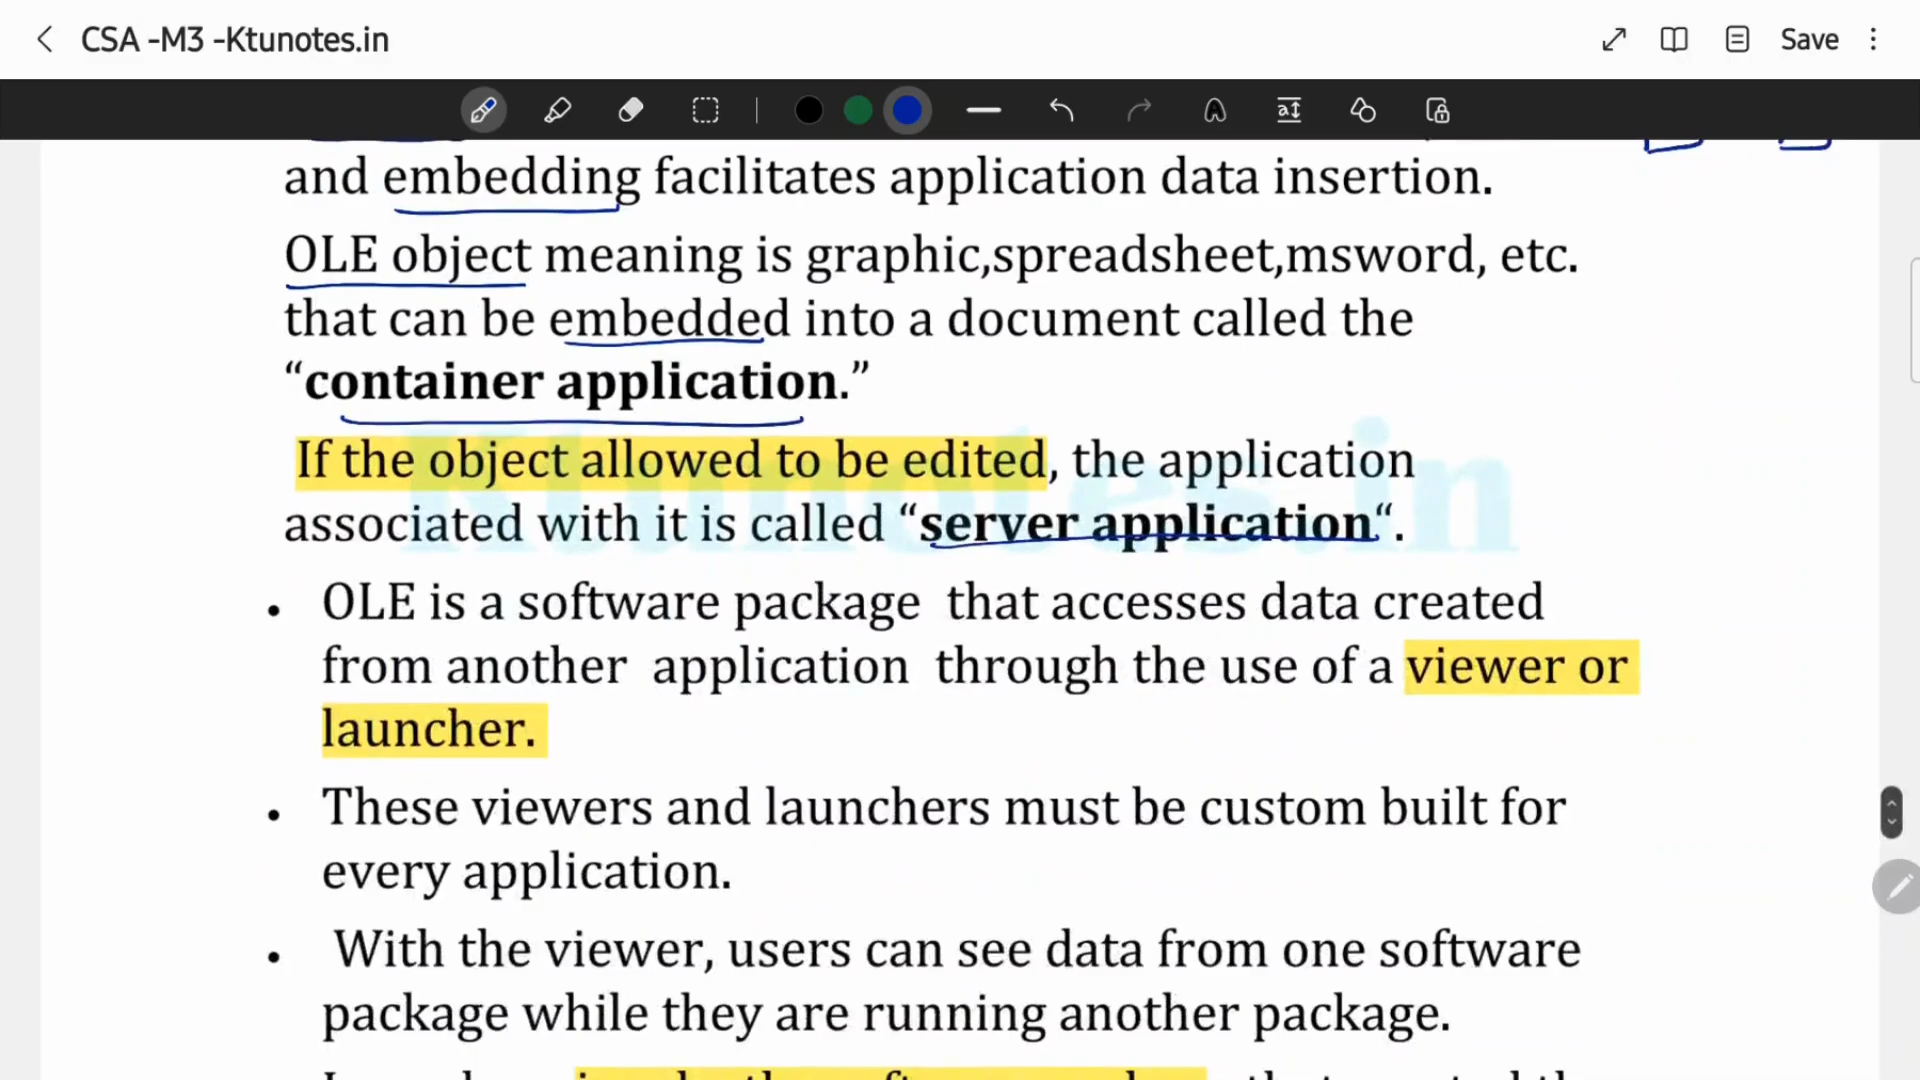 CSA -M3 -Ktunotes.in
Save
and embedding facilitates application data insertion.
OLE object meaning is graphic,spreadsheet,msword, etc.
that can be embedded into a document called the
“container application.”
Ktunotes.in
If the object allowed to be edited, the application
associated with it is called “server application“.
• OLE is a software package that accesses data created
from another application through the use of a viewer or
launcher.
• These viewers and launchers must be custom built for
every application.
• With the viewer, users can see data from one software
package while they are running another package.